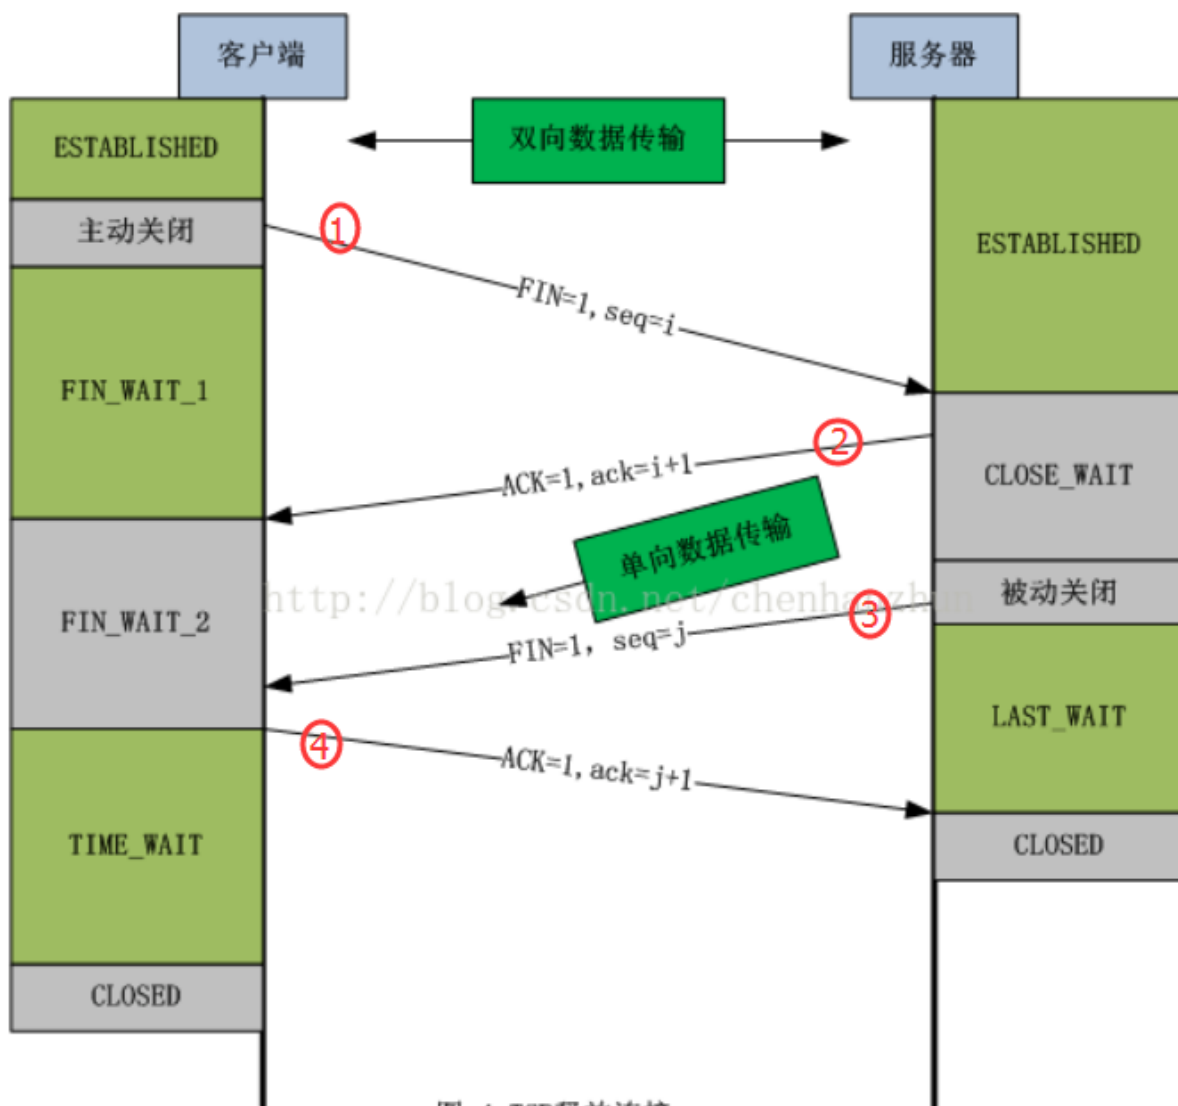 客户端
服务器
ESTABLISHED
双向数据传输
主动关闭
①
ESTABLISHED
FIN=1,seq=i
FIN_WAIT_1
②
ACK=1,ack=i+1
CLOSE_WAIT
单向数据传输
被动关闭
③
FIN_WAIT_2
FIN=1, seq=j
LAST_WAIT
④
ACK=1,ack=j+1
TIME_WAIT
CLOSED
CLOSED